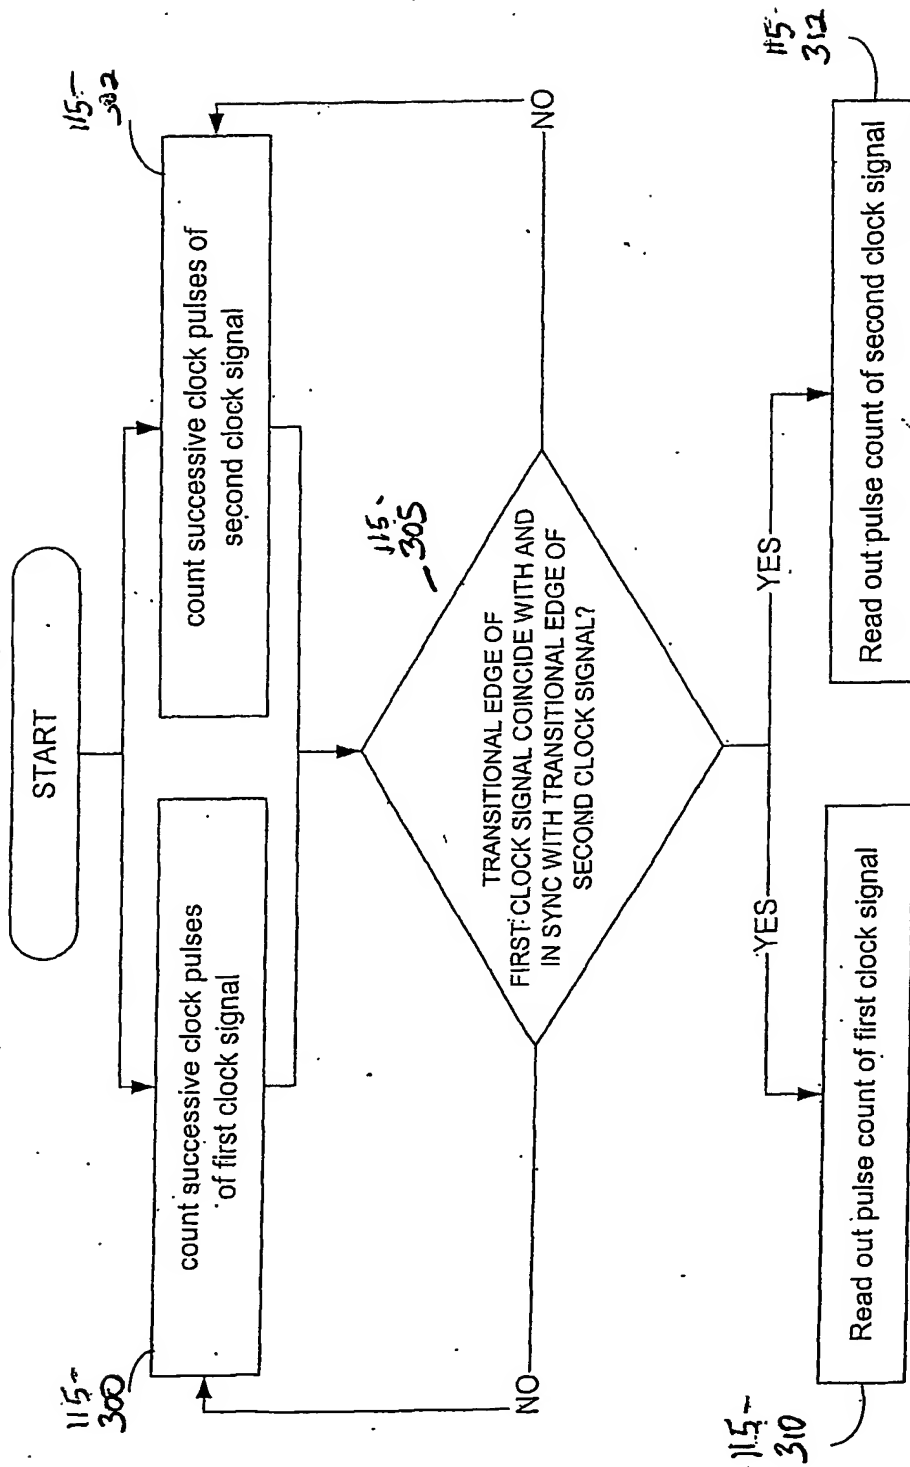 START
115-
300
count successive clock pulses
of first clock signal
115-
302
count successive clock pulses of
second clock signal
115-
305
TRANSITIONAL EDGE OF
FIRST CLOCK SIGNAL COINCIDE WITH AND
IN SYNC WITH TRANSITIONAL EDGE OF
SECOND CLOCK SIGNAL?
NO
NO
YES
YES
115-
310
Read out pulse count of first clock signal
115-
312
Read out pulse count of second clock signal